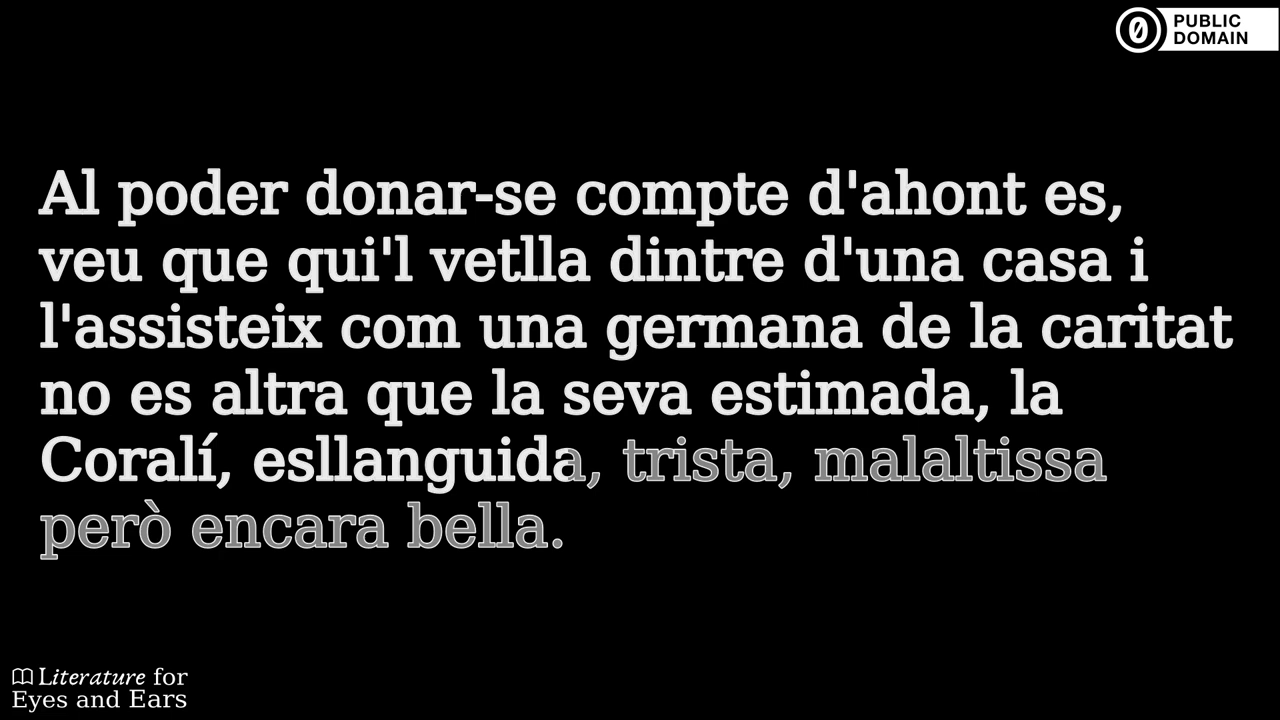 PUBLIC
DOMAIN
Al poder donar-se compte d'ahont es,
veu que qui'l vetlla dintre d'una casa i
l'assisteix com una germana de la caritat
no es altra que la seva estimada, la
Coralí, esllanguida, trista, malaltissa
però encara bella.
Literature for
Eyes and Ears